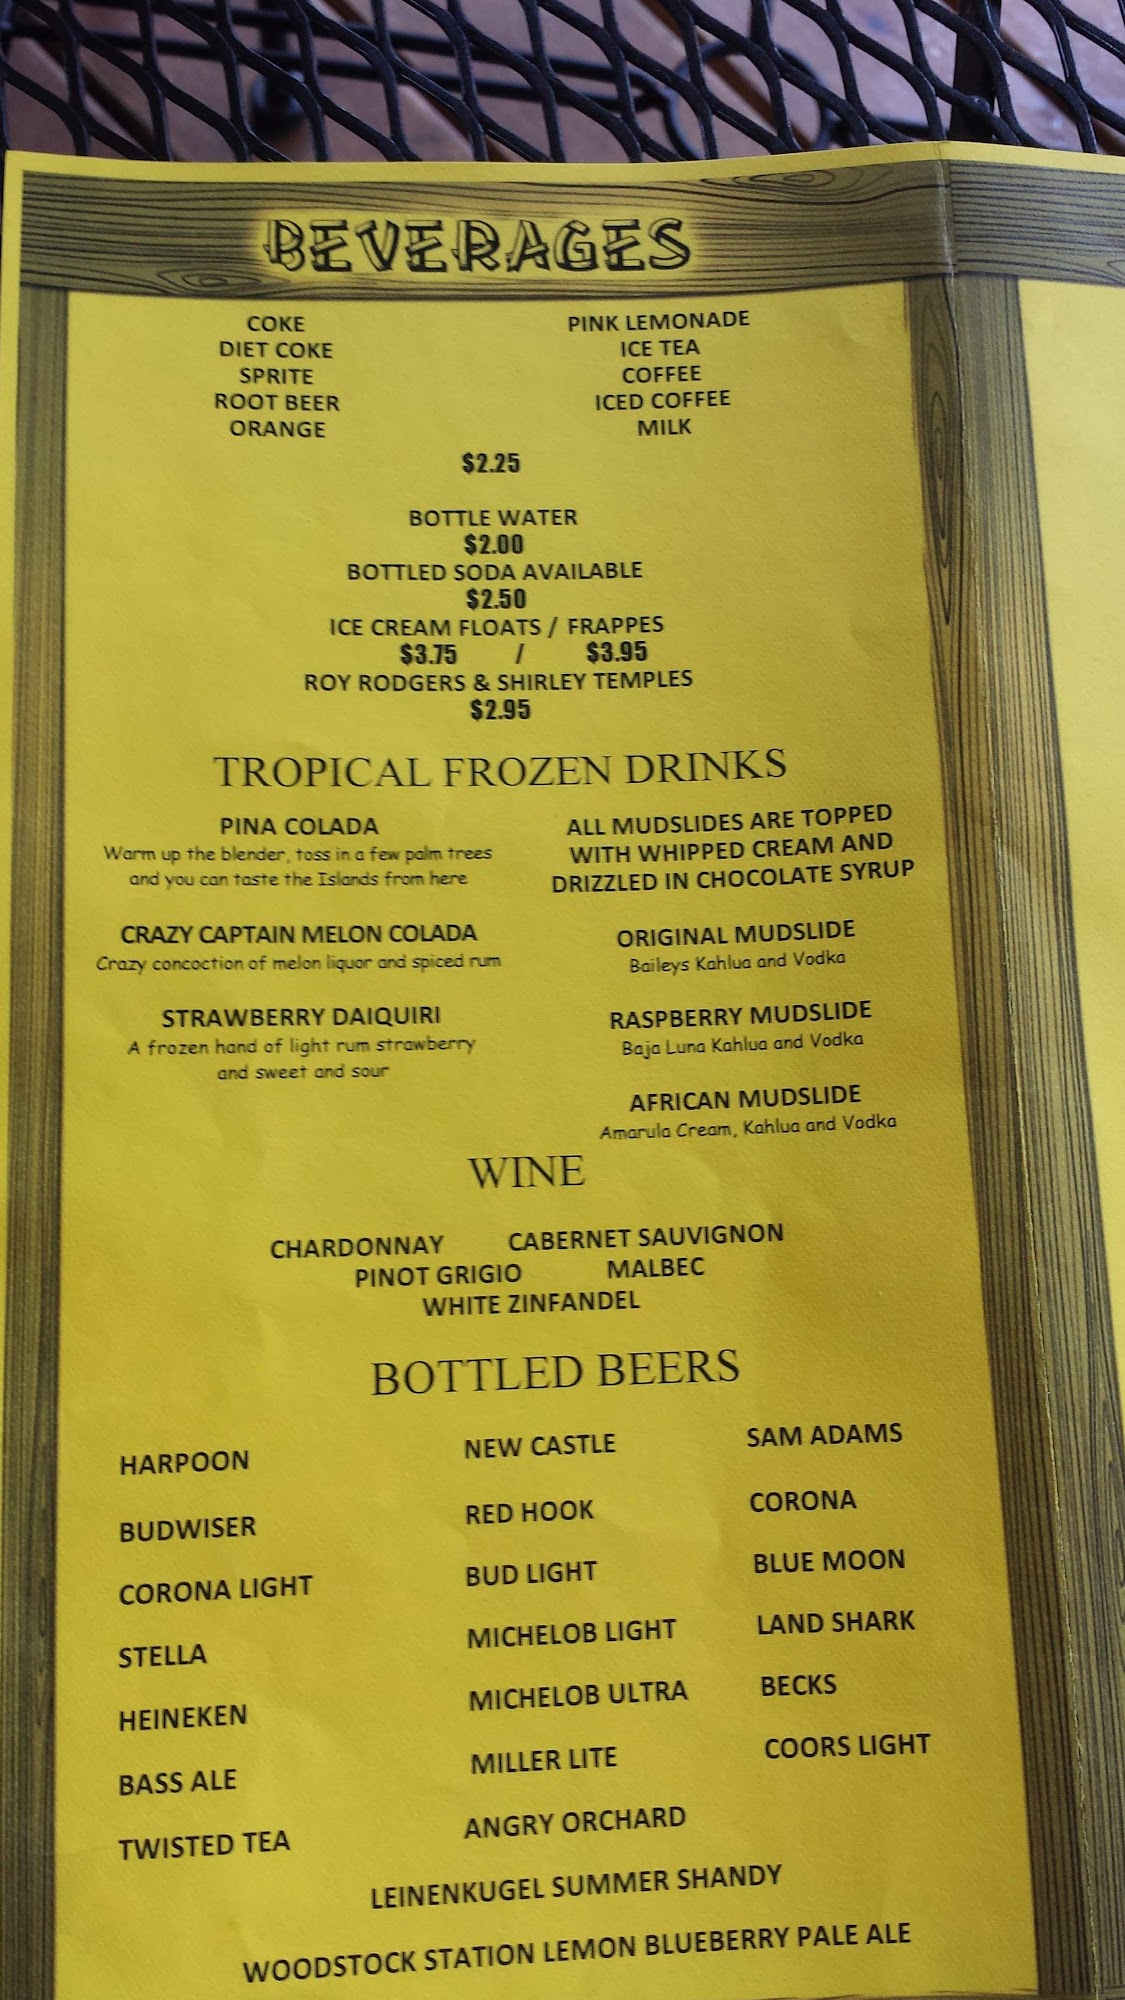 BEVERAGES
COKE
DIET COKE
SPRITE
ROOT BEER
ORANGE
PINK LEMONADE
ICE TEA
COFFEE
ICED COFFEE
MILK
$2.25
BOTTLE WATER
$2.00
BOTTLED SODA AVAILABLE
$2.50
ICE CREAM FLOATS / FRAPPES
$3.75 / $3.95
ROY RODGERS & SHIRLEY TEMPLES
$2.95
TROPICAL FROZEN DRINKS
PINA COLADA
Warm up the blender, toss in a few palm trees
and you can taste the Islands from here
CRAZY CAPTAIN MELON COLADA
Crazy concoction of melon liquor and spiced rum
STRAWBERRY DAIQUIRI
A frozen hand of light rum strawberry
and sweet and sour
ALL MUDSLIDES ARE TOPPED
WITH WHIPPED CREAM AND
DRIZZLED IN CHOCOLATE SYRUP
ORIGINAL MUDSLIDE
Baileys Kahlua and Vodka
RASPBERRY MUDSLIDE
Baja Luna Kahlua and Vodka
AFRICAN MUDSLIDE
Amarula Cream, Kahlua and Vodka
WINE
CHARDONNAY CABERNET SAUVIGNON
PINOT GRIGIO MALBEC
WHITE ZINFANDEL
BOTTLED BEERS
HARPOON
BUDWISER
CORONA LIGHT
STELLA
HEINEKEN
BASS ALE
TWISTED TEA
NEW CASTLE
RED HOOK
BUD LIGHT
MICHELOB LIGHT
MICHELOB ULTRA
MILLER LITE
ANGRY ORCHARD
SAM ADAMS
CORONA
BLUE MOON
LAND SHARK
BECKS
COORS LIGHT
LEINENKUGEL SUMMER SHANDY
WOODSTOCK STATION LEMON BLUEBERRY PALE ALE